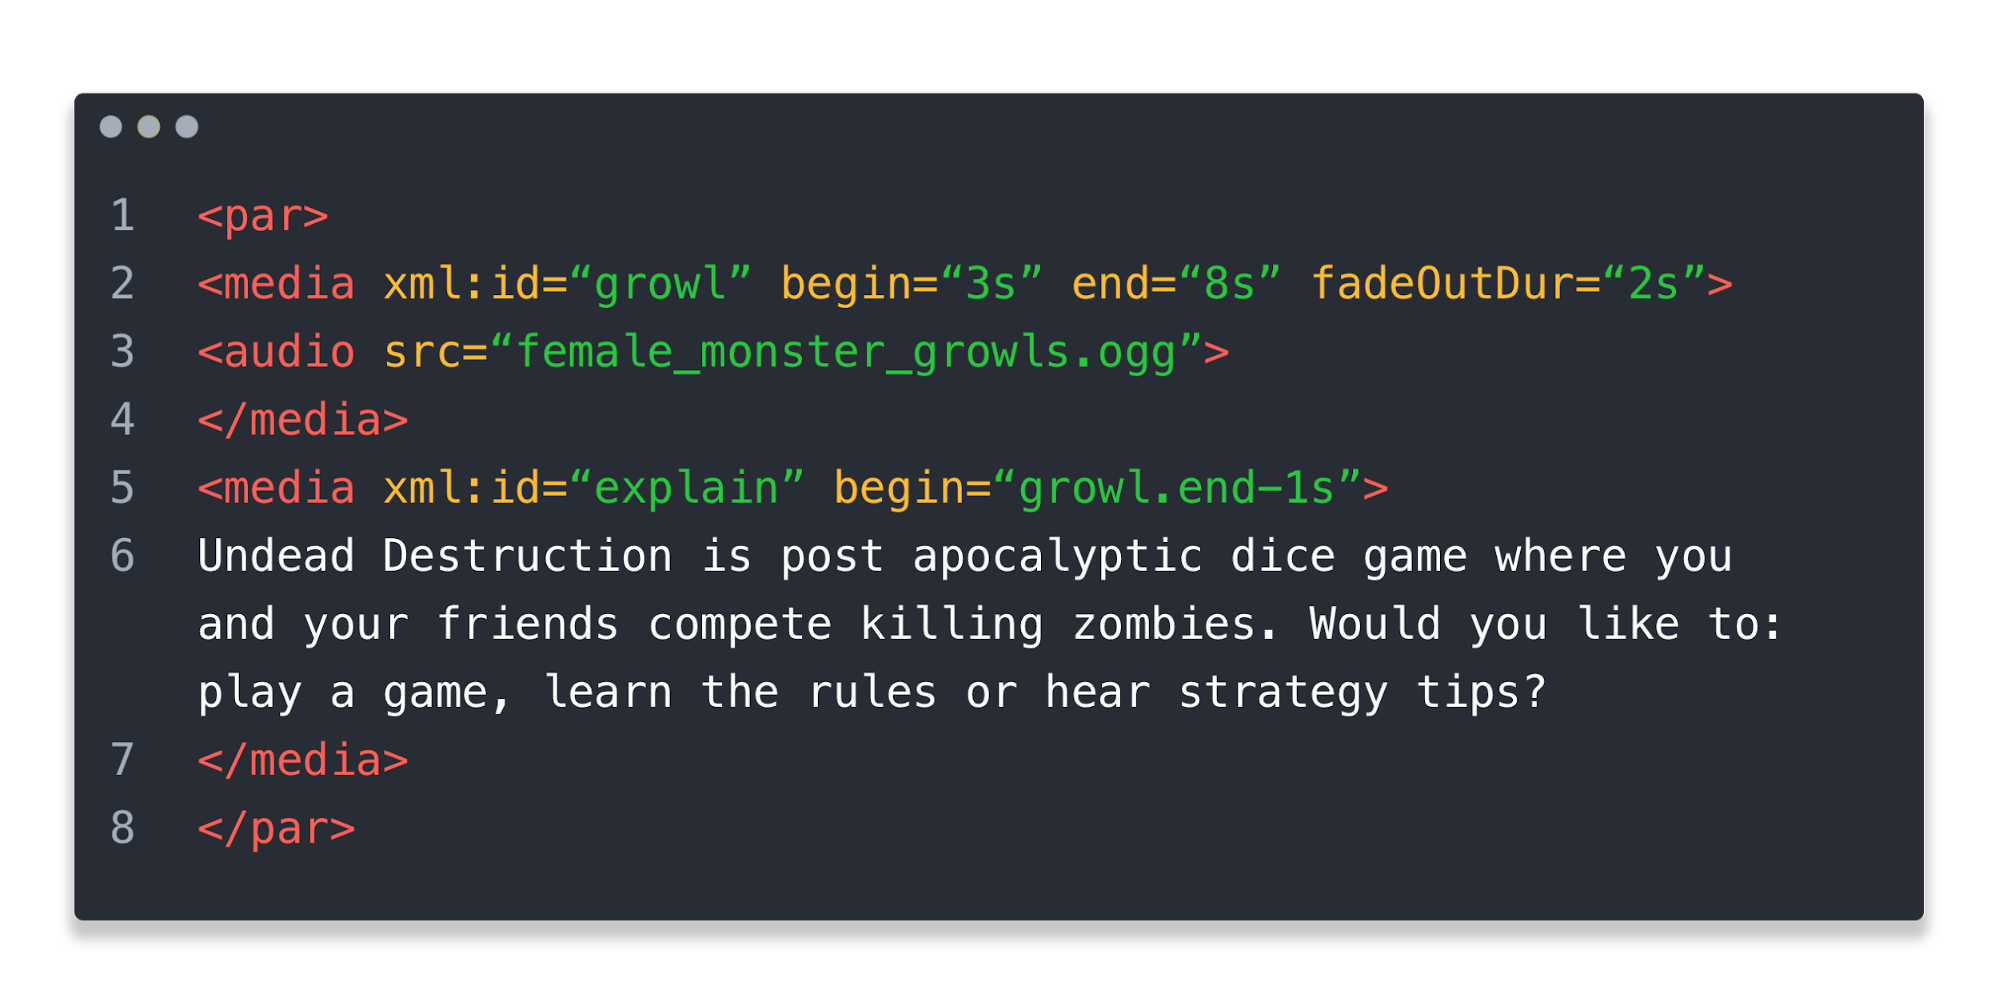 1 <par>
2 <media xml:id=“growl” begin=“3s” end=“8s” fadeOutDur=“2s”>
3 <audio src=“female_monster_growls.ogg”>
4 </media>
5 <media xml:id=“explain” begin=“growl.end-1s”>
6 Undead Destruction is post apocalyptic dice game where you
and your friends compete killing zombies. Would you like to:
play a game, learn the rules or hear strategy tips?
7 </media>
8 </par>